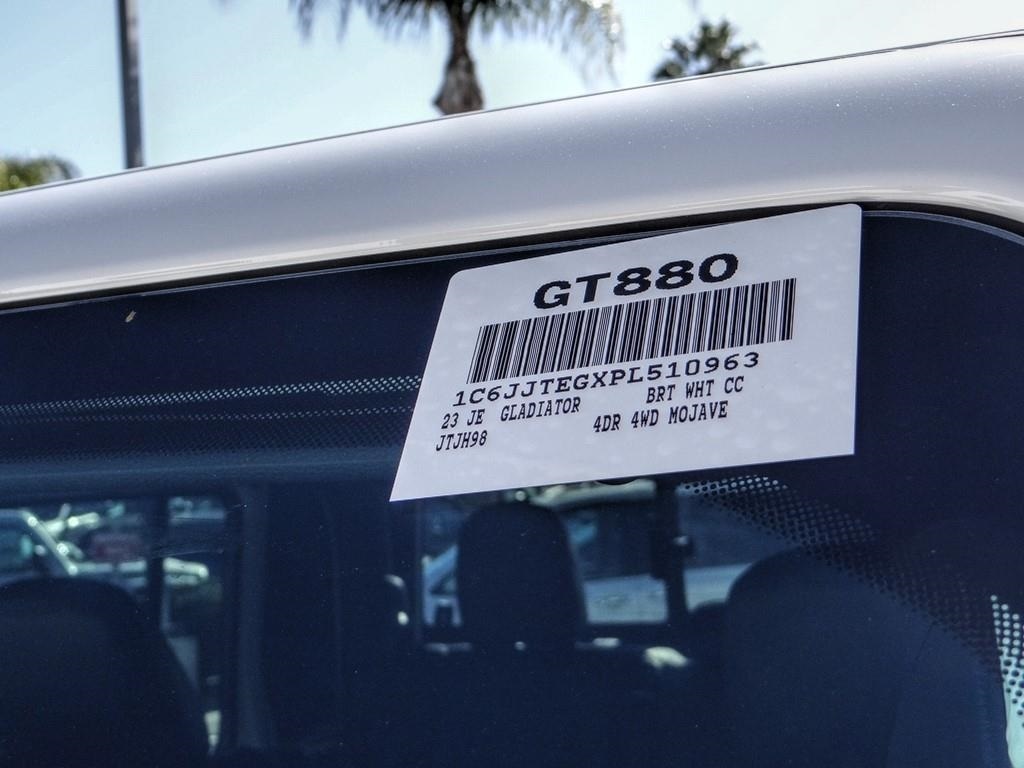 GT880
1C6JJTEGXPL510963
23 JE GLADIATOR BRT WHT CC
JTJH98 4DR 4WD MOJAVE